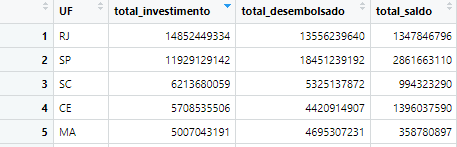 UF total_investimento total_desembolsado total_saldo
1 RJ 14852449334 13556239640 1347846796
2 SP 11929129142 18451239192 2861663110
3 SC 6213680059 5325137872 994323290
4 CE 5708535506 4420914907 1396037590
5 MA 5007043191 4695307231 358780897